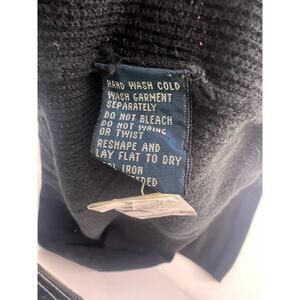 HAND WASH COLD
WASH GARMENT
SEPARATELY
DO NOT BLEACH
DO NOT WRING
OR TWIST
RESHAPE AND
LAY FLAT TO DRY
IRON